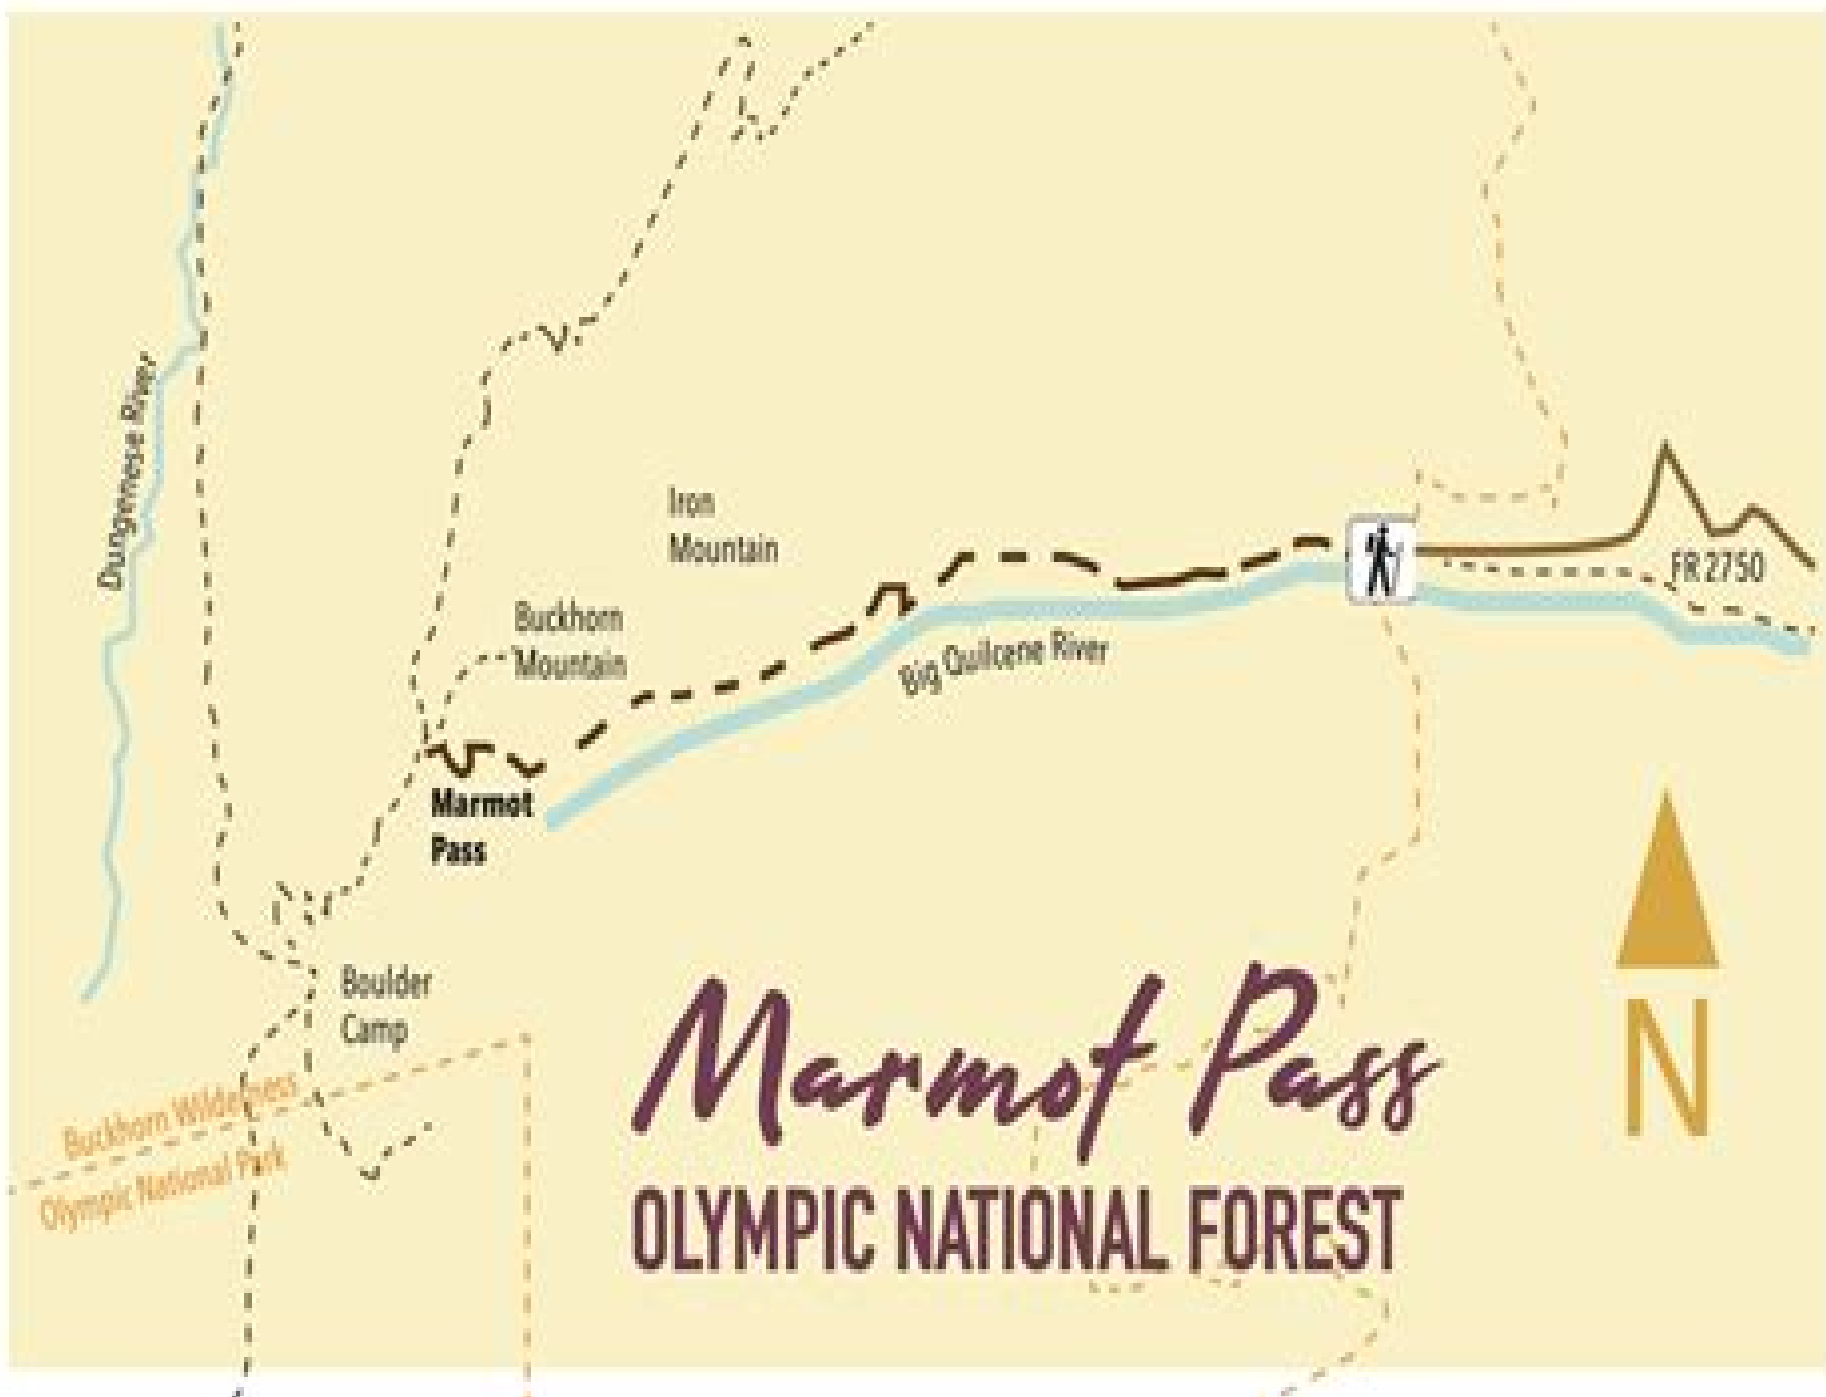 Dungenese River
Iron
Mountain
Buckhorn
Mountain
FR 2750
Big Quilcene River
Marmot
Pass
Boulder
Camp
Buckhorn Wilderness
Olympic National Park
Marmot Pass
OLYMPIC NATIONAL FOREST
N